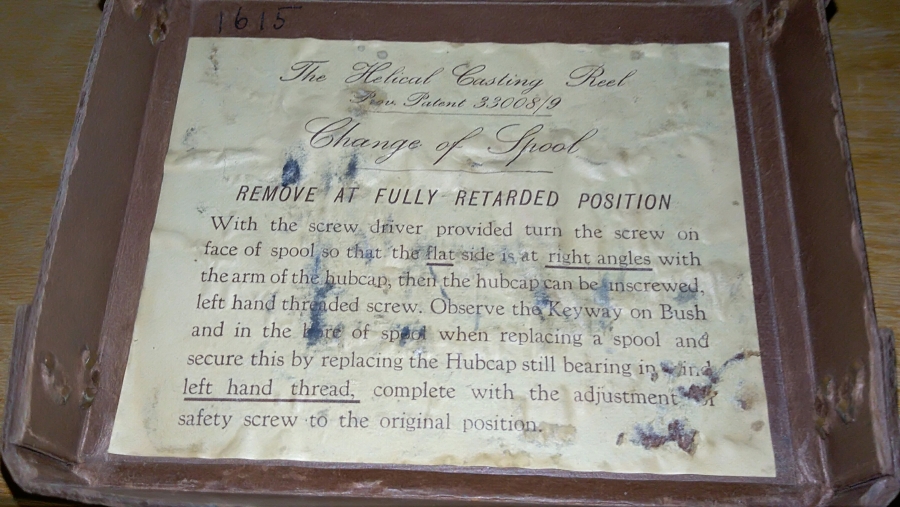 1615
The Helical Casting Reel
Prov. Patent 33008/9
Change of Spool
REMOVE AT FULLY RETARDED POSITION
With the screw driver provided turn the screw on
face of spool so that the flat side is at right angles with
the arm of the hubcap, then the hubcap can be unscrewed,
left hand threaded screw. Observe the Keyway on Bush
and in the bore of spool when replacing a spool and
secure this by replacing the Hubcap still bearing in mind
left hand thread, complete with the adjustment of
safety screw to the original position.